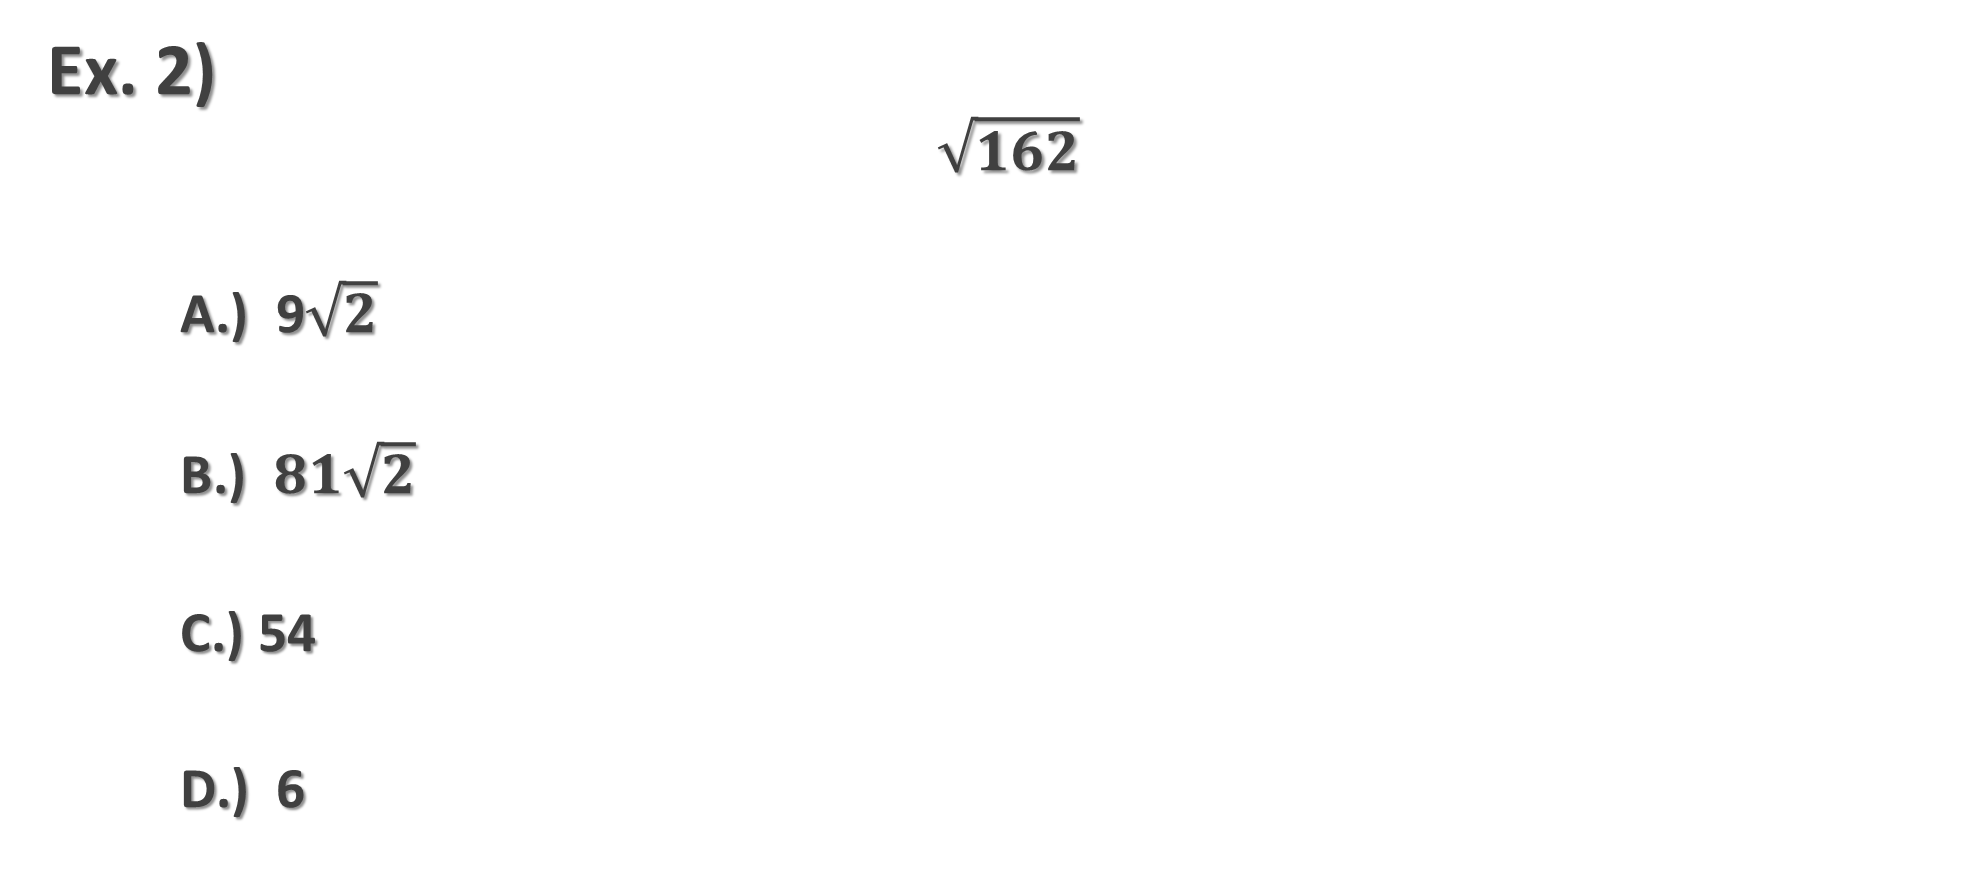 Ex. 2)
√162
A.) 9√2
B.) 81√2
C.) 54
D.) 6